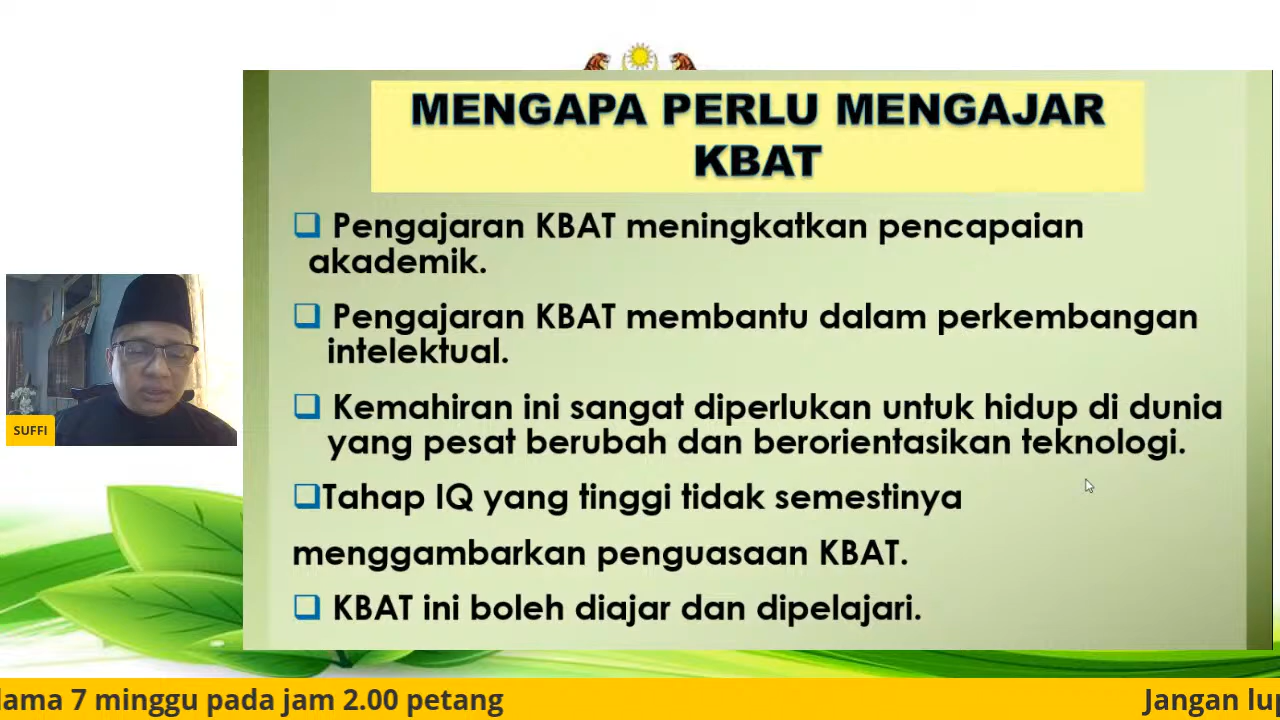 MENGAPA PERLU MENGAJAR
KBAT
❑ Pengajaran KBAT meningkatkan pencapaian
akademik.
❑ Pengajaran KBAT membantu dalam perkembangan
intelektual.
❑ Kemahiran ini sangat diperlukan untuk hidup di dunia
yang pesat berubah dan berorientasikan teknologi.
❑Tahap IQ yang tinggi tidak semestinya
menggambarkan penguasaan KBAT.
❑ KBAT ini boleh diajar dan dipelajari.
SUFFI
lama 7 minggu pada jam 2.00 petang
Jangan lup